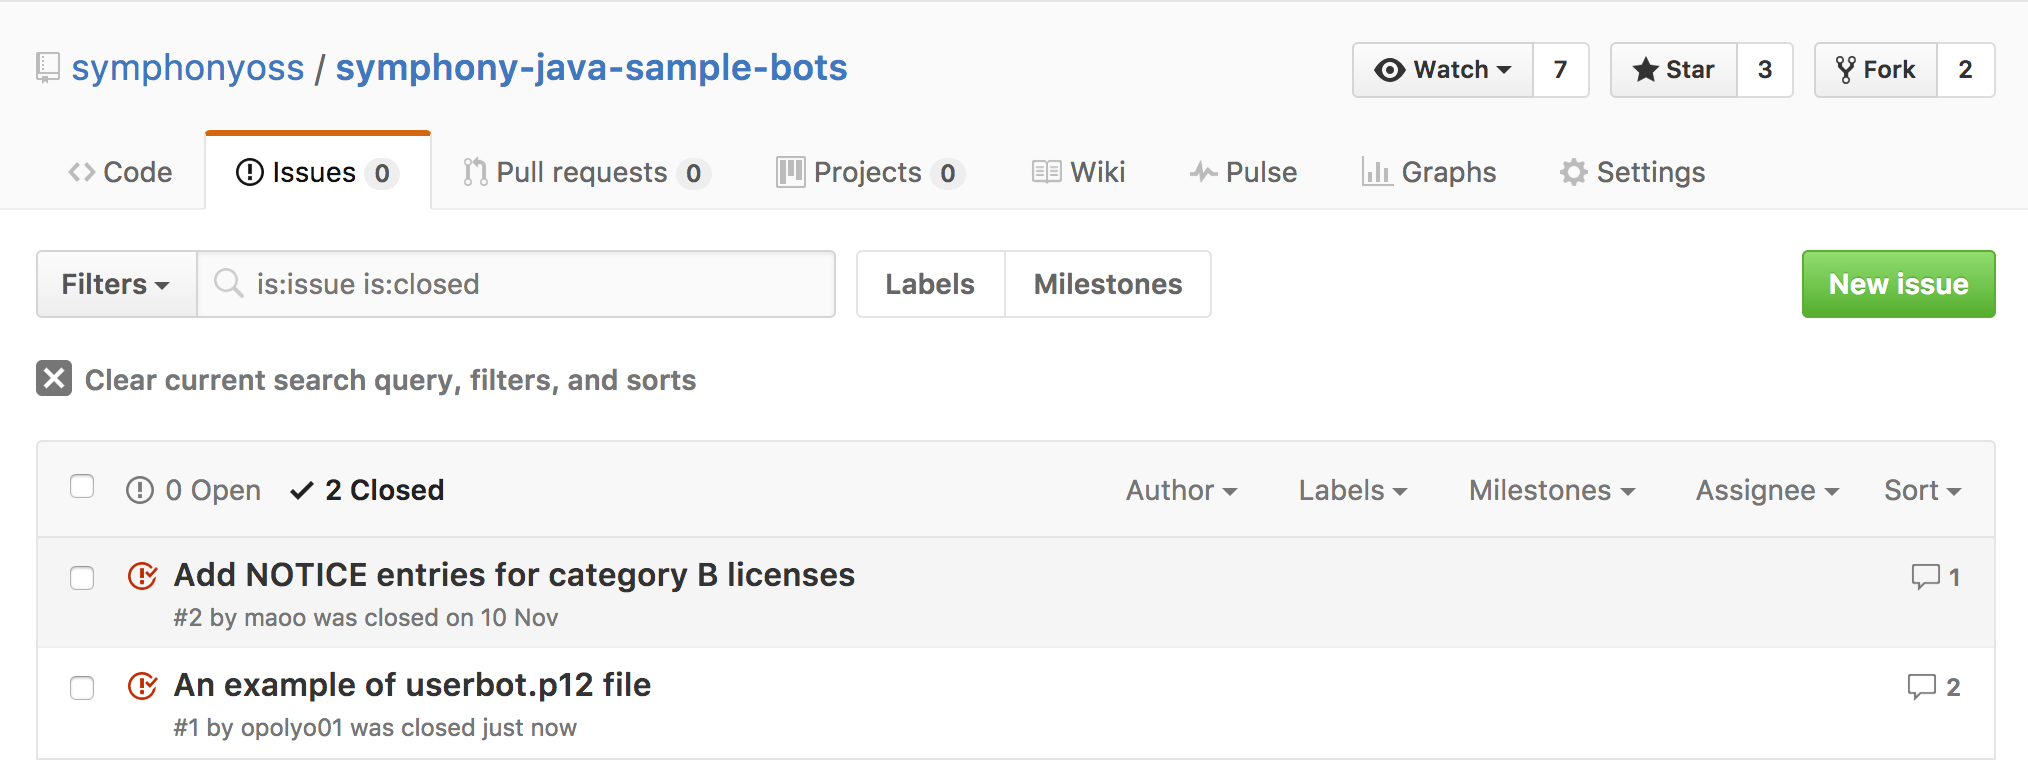 symphonyoss / symphony-java-sample-bots
Watch 7 Star 3 Fork 2
Code Issues 0 Pull requests 0 Projects 0 Wiki Pulse Graphs Settings
Filters is:issue is:closed Labels Milestones New issue
Clear current search query, filters, and sorts
0 Open 2 Closed Author Labels Milestones Assignee Sort
Add NOTICE entries for category B licenses 1
#2 by maoo was closed on 10 Nov
An example of userbot.p12 file 2
#1 by opolyo01 was closed just now